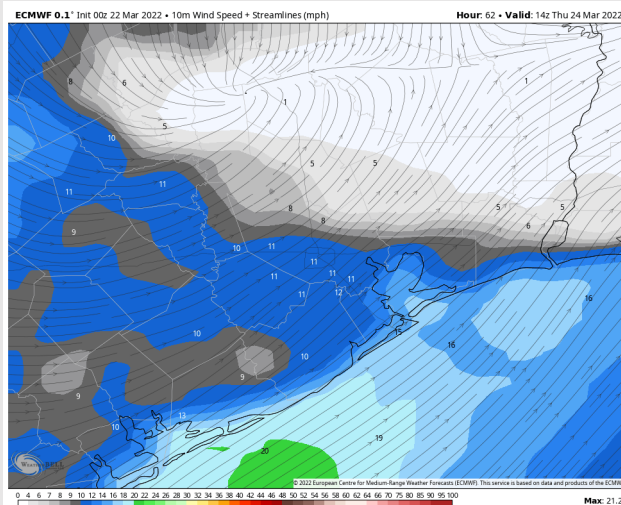 ECMWF 0.1° Init 00z 22 Mar 2022 • 10m Wind Speed + Streamlines (mph) Hour: 62 • Valid: 14z Thu 24 Mar 2022
8 6 1 1
5
10
11 11 5 5
8 5 5
9 8 6
10 11
11
11 11 11
11 12 16
10 15 16
10
9
9
13
10 19
20
© 2022 European Centre for Medium-Range Weather Forecasts (ECMWF). This service is based on data and products of the ECMW
0 4 6 7 8 9 10 12 14 16 18 20 22 24 26 28 30 32 34 36 38 40 42 44 46 48 50 52 54 56 58 60 62 64 66 68 70 75 80 85 90 95 100 Max: 21.2